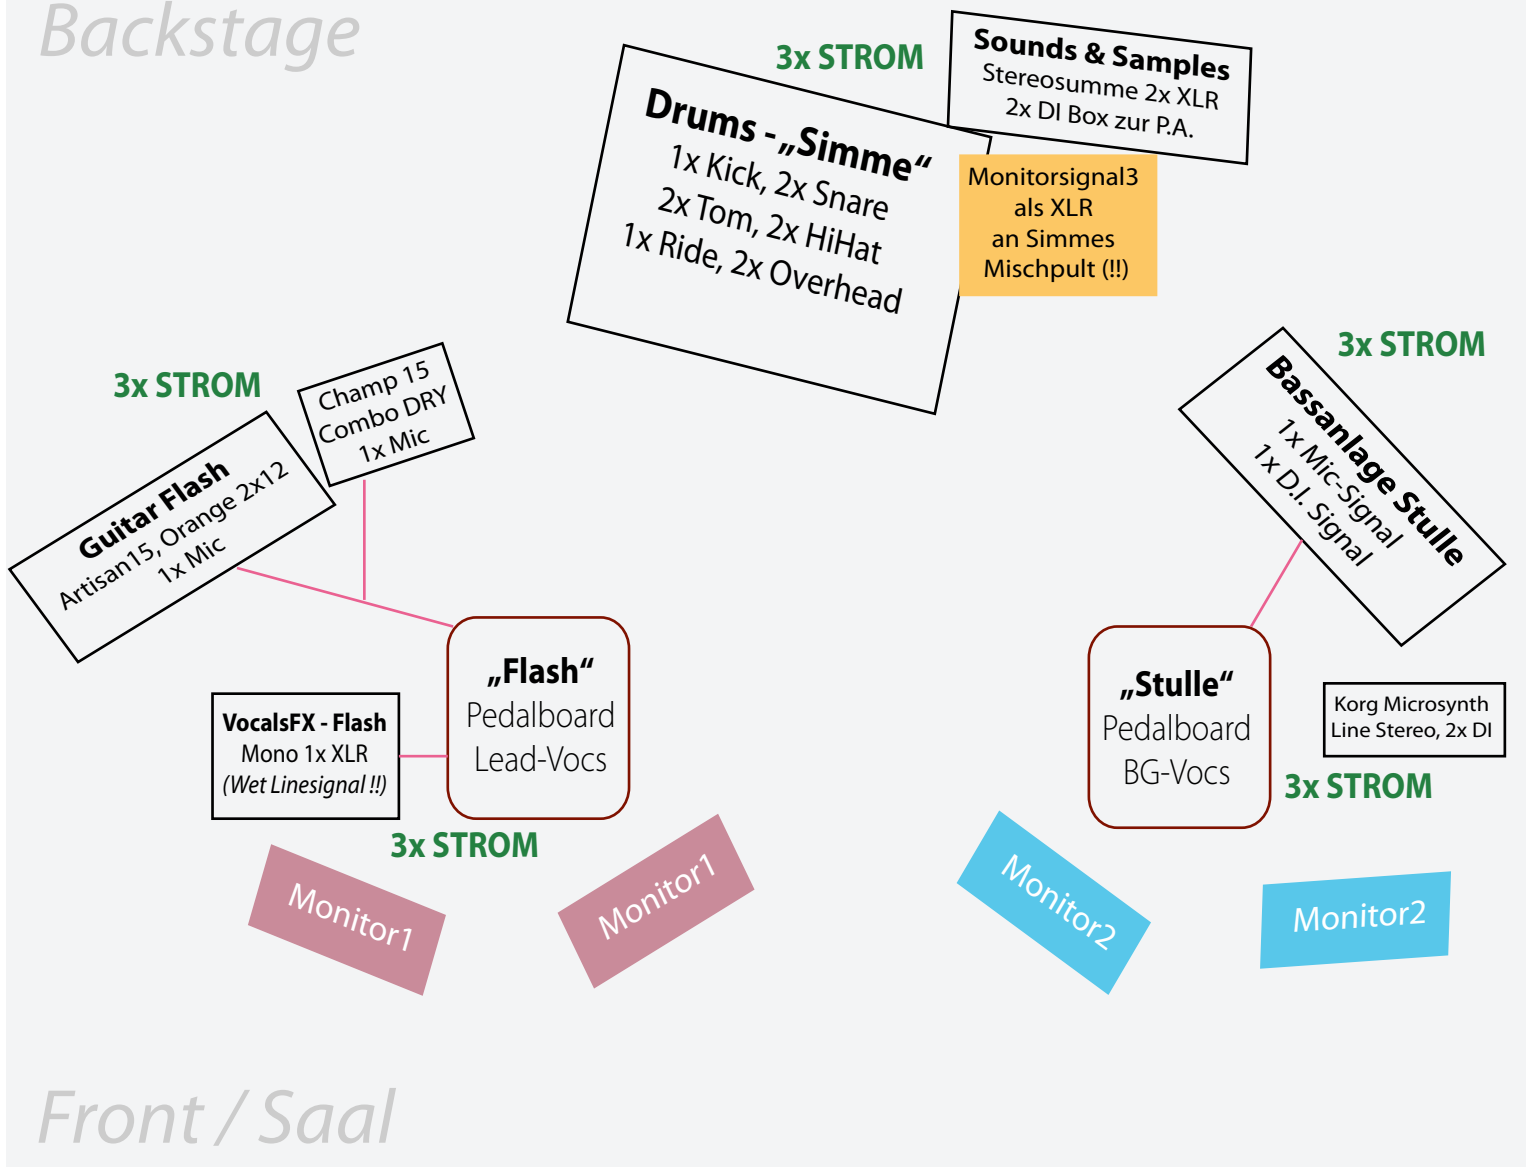 Backstage
3x STROM
Sounds & Samples
Stereosumme 2x XLR
2x DI Box zur P.A.
Drums - „Simme“
1x Kick, 2x Snare
2x Tom, 2x HiHat
1x Ride, 2x Overhead
Monitorsignal3
als XLR
an Simmes
Mischpult (!!)
3x STROM
Champ 15
Combo DRY
1x Mic
Guitar Flash
Artisan15, Orange 2x12
1x Mic
3x STROM
Bassanlage Stulle
1x Mic-Signal
1x D.I. Signal
„Flash“
Pedalboard
Lead-Vocs
VocalsFX - Flash
Mono 1x XLR
(Wet Linesignal !!)
3x STROM
„Stulle“
Pedalboard
BG-Vocs
Korg Microsynth
Line Stereo, 2x DI
3x STROM
Monitor1
Monitor1
Monitor2
Monitor2
Front / Saal